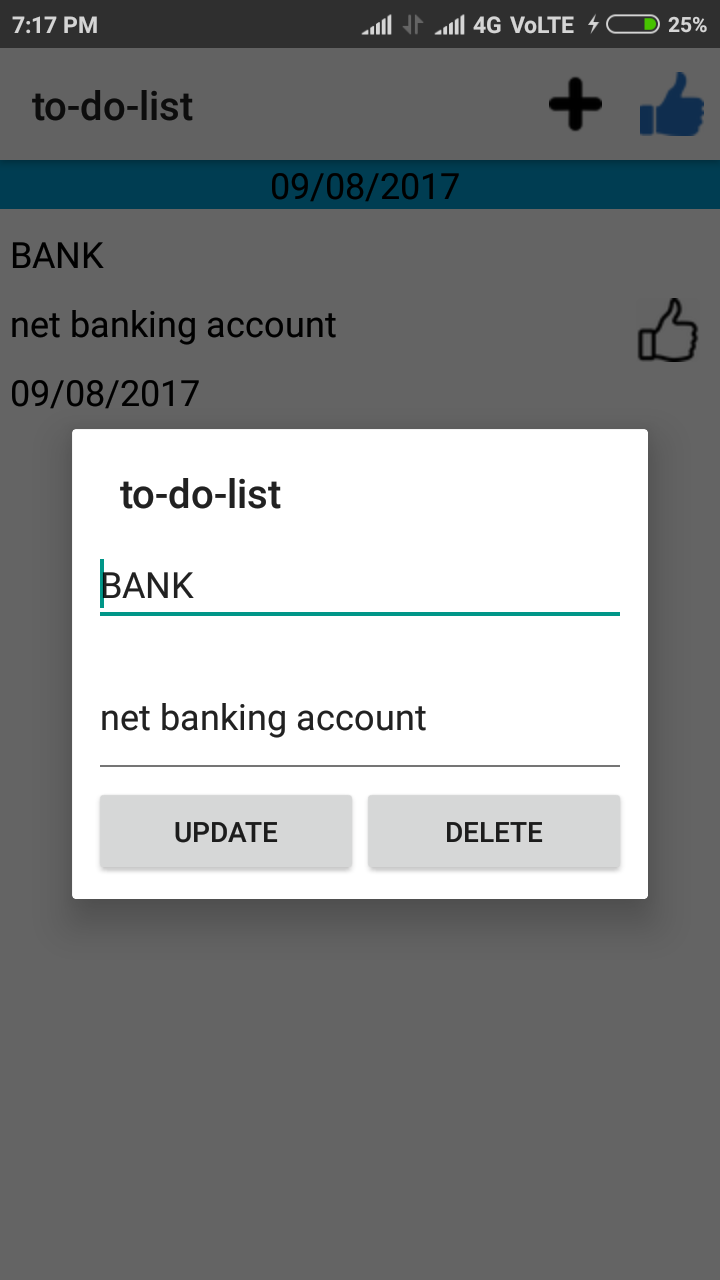 7:17 PM 4G VoLTE 25%
to-do-list
09/08/2017
BANK
net banking account
09/08/2017
to-do-list
BANK
net banking account
UPDATE DELETE